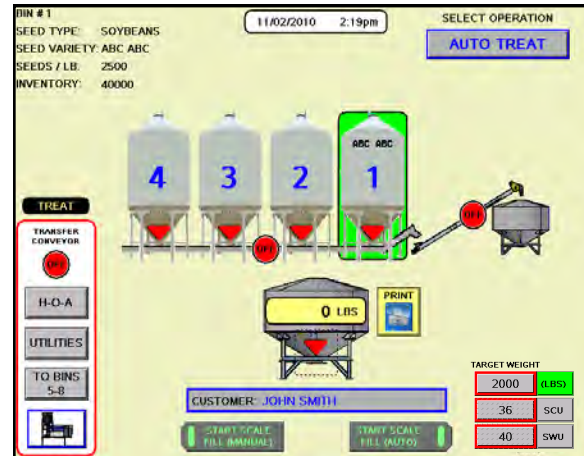 BIN # 1
SEED TYPE: SOYBEANS
SEED VARIETY: ABC ABC
SEEDS / LB: 2500
INVENTORY: 40000
11/02/2010 2:19pm
SELECT OPERATION
AUTO TREAT
ABC ABC
4 3 2 1
OFF
OFF
TREAT
TRANSFER
CONVEYOR
OFF
H-O-A
UTILITIES
TO BINS
5-8
0 LBS
PRINT
CUSTOMER: JOHN SMITH
START SCALE
FILL (MANUAL)
START SCALE
FILL (AUTO)
TARGET WEIGHT
2000 (LBS)
36 SCU
40 SWU